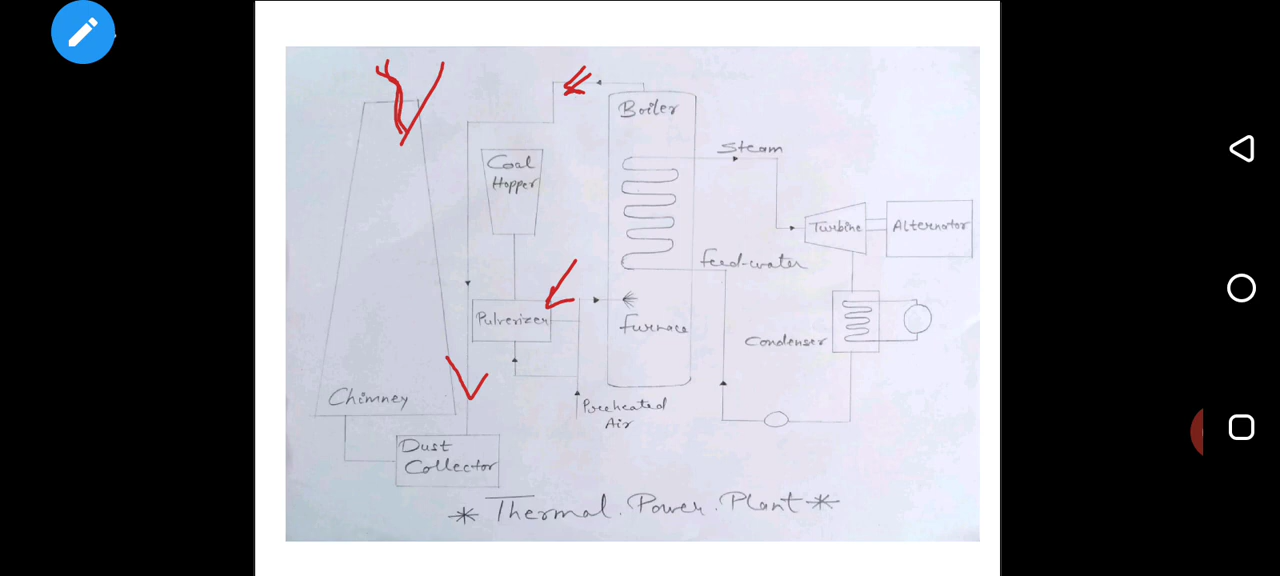 Boiler
Steam
Coal
Hopper
Turbine
Alternator
feed-water
Pulverizer
furnace
Condenser
Chimney
Preheated
Air
Dust
Collector
* Thermal. Power. Plant *